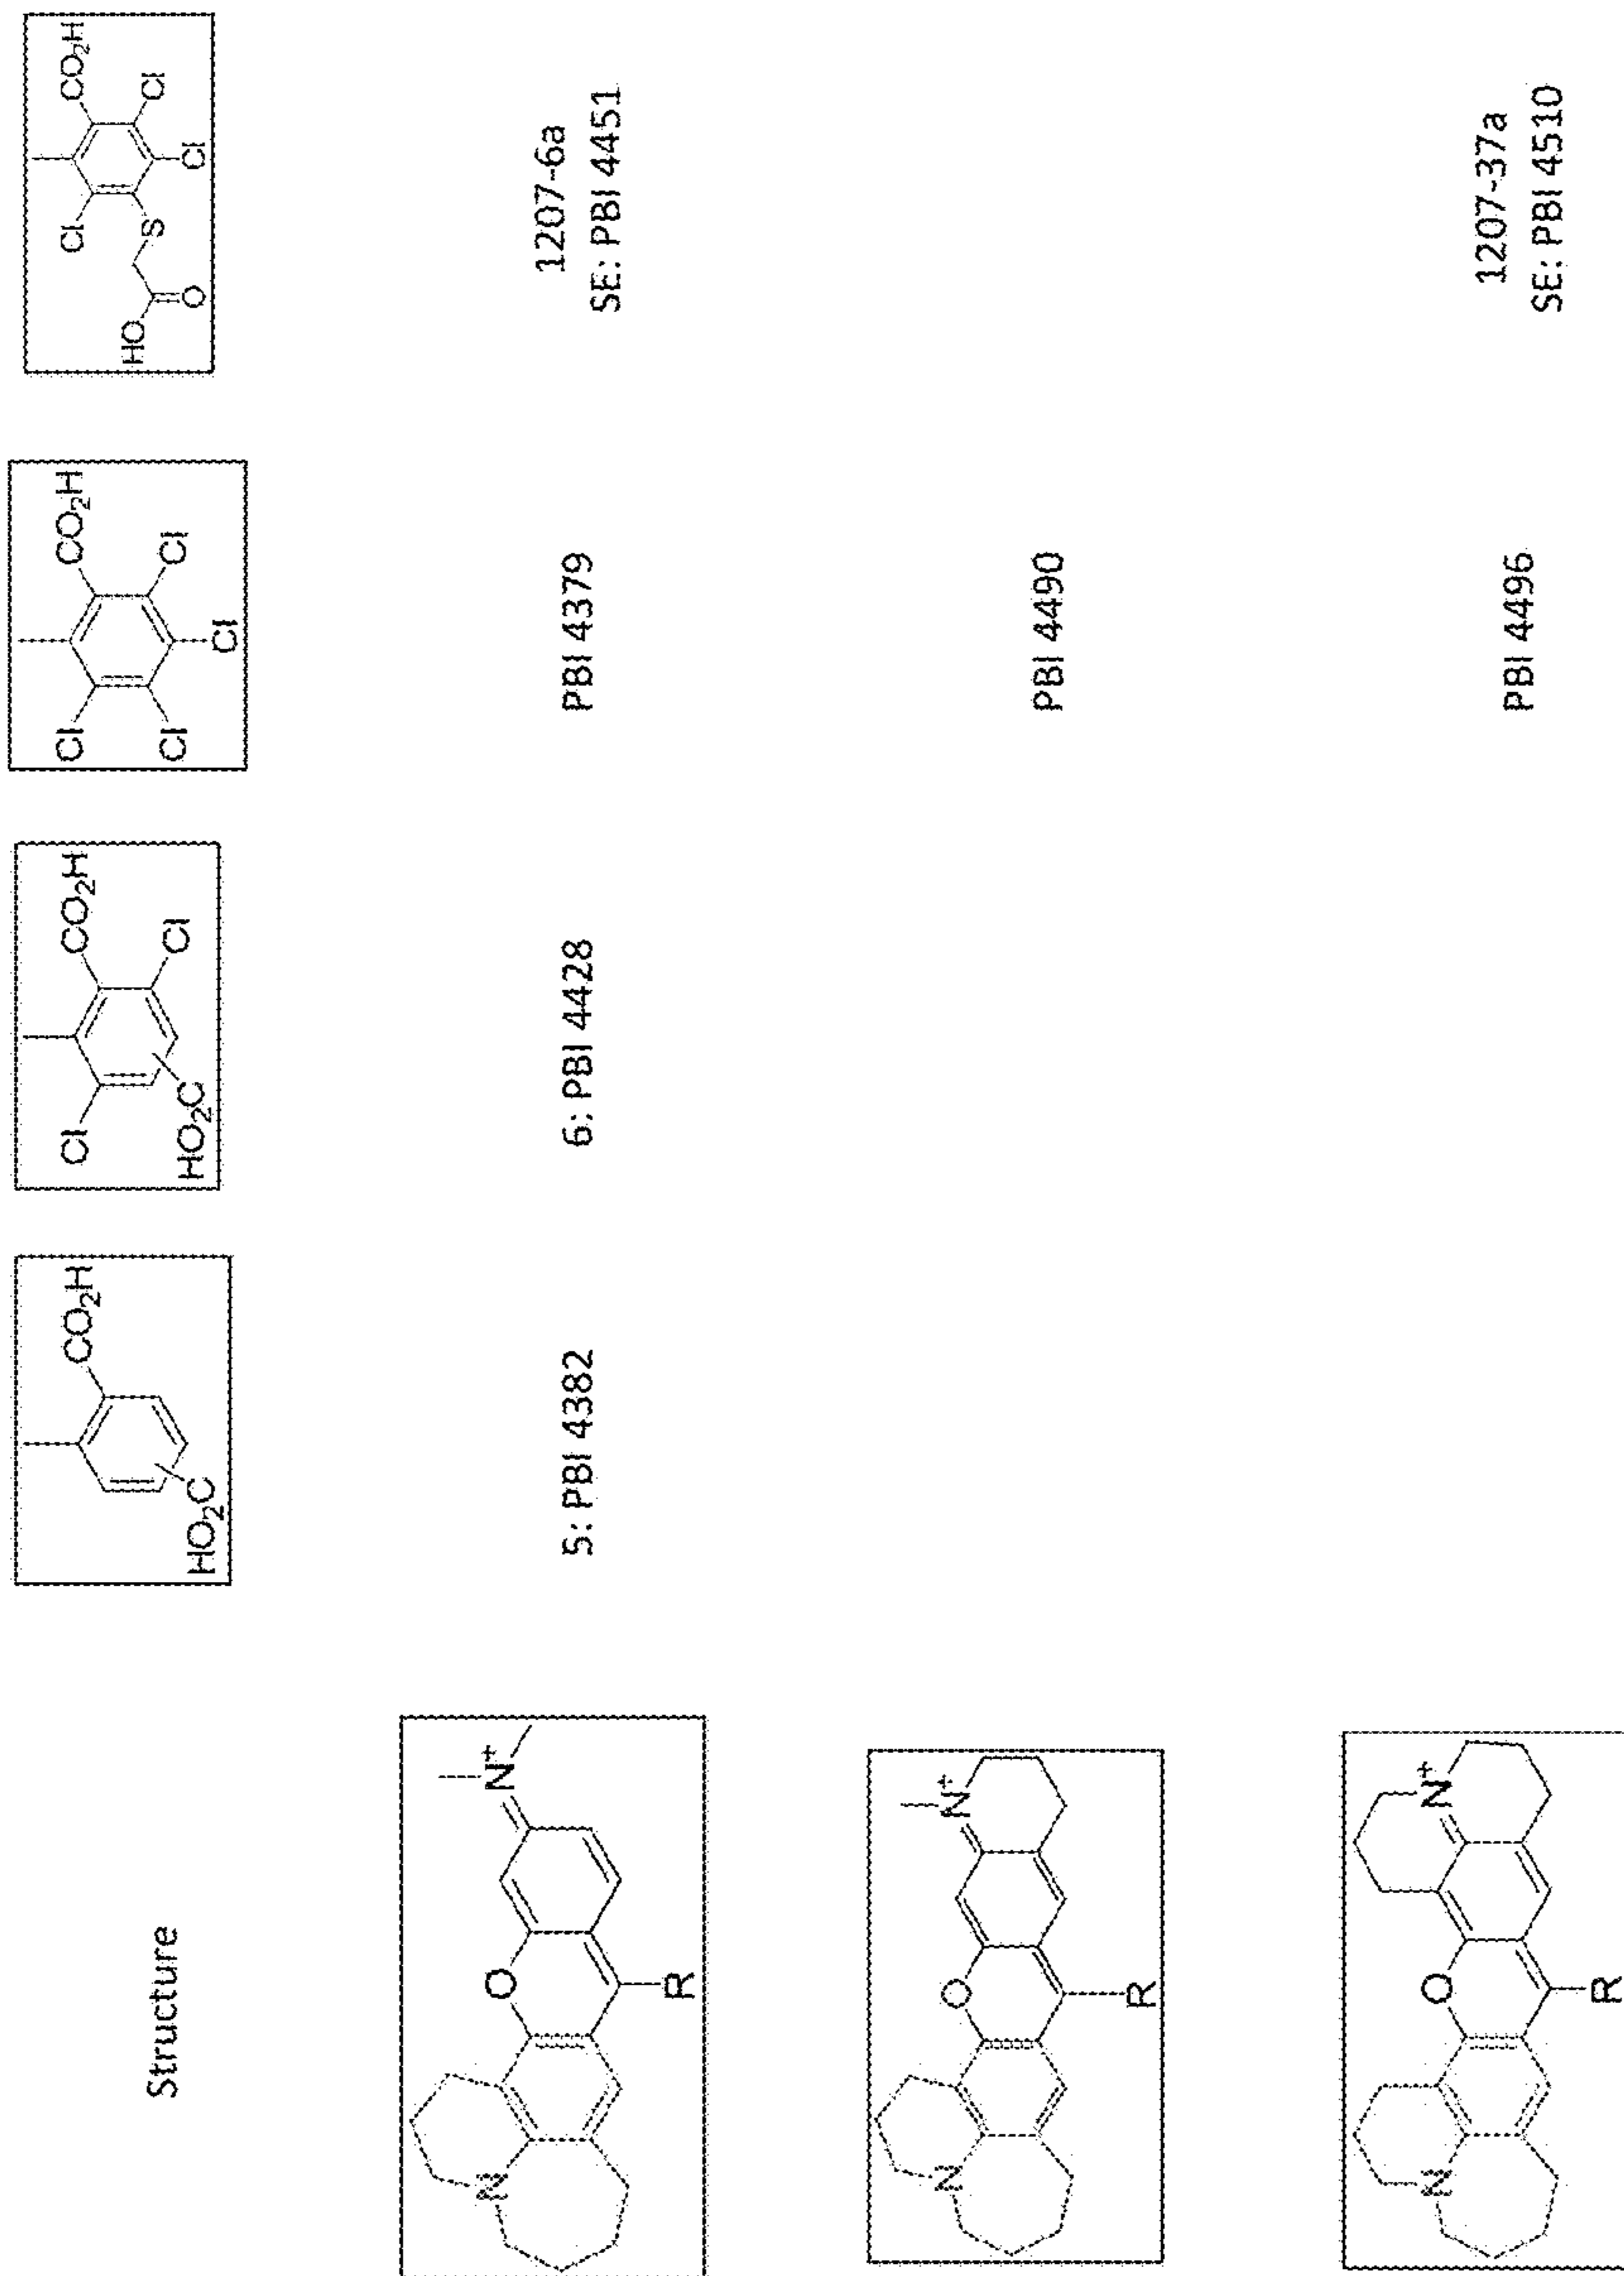 Structure
CO₂H
HO₂C
Cl
CO₂H
Cl
HO₂C
Cl
CO₂H
Cl
Cl
Cl
Cl
CO₂H
Cl
S
Cl
HO
O
N
O
N⁺
R
5: PBI 4382
6: PBI 4428
PBI 4379
1207-6a
SE: PBI 4451
N
O
N⁺
R
PBI 4490
N
O
N⁺
R
PBI 4496
1207-37a
SE: PBI 4510